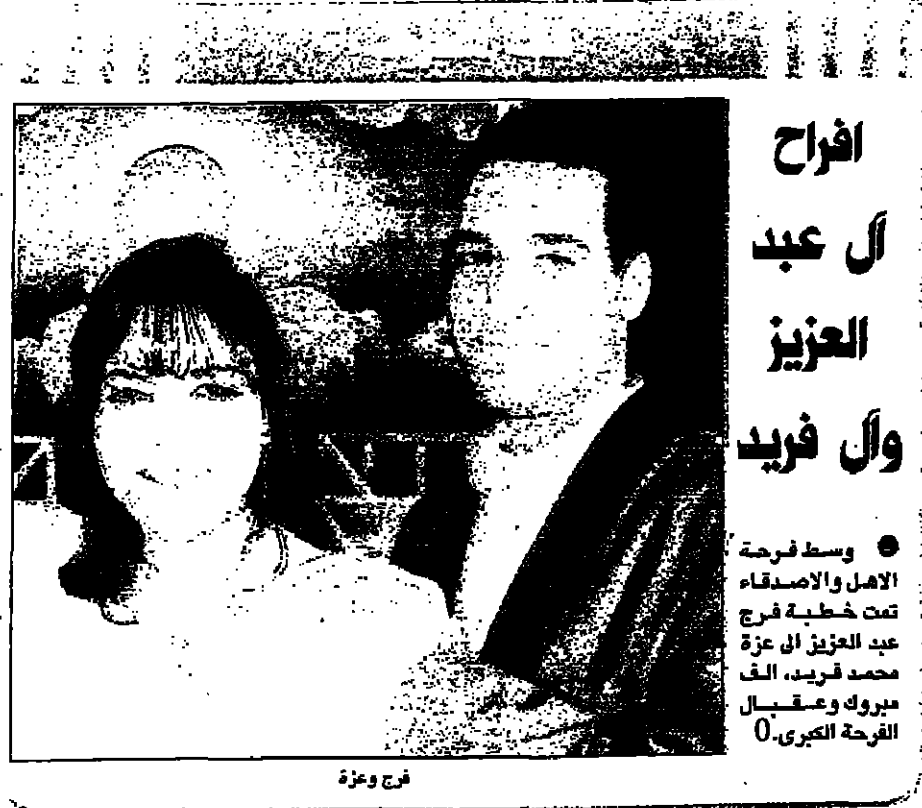 افراح
آل عبد
العزيز
وآل فريد
● وسط فرحة
الاهل والاصدقاء
تمت خطبة فرج
عبد العزيز الى عزة
محمد فريد، الف
مبروك وعقبال
الفرحة الكبرى.0
فرج وعزة